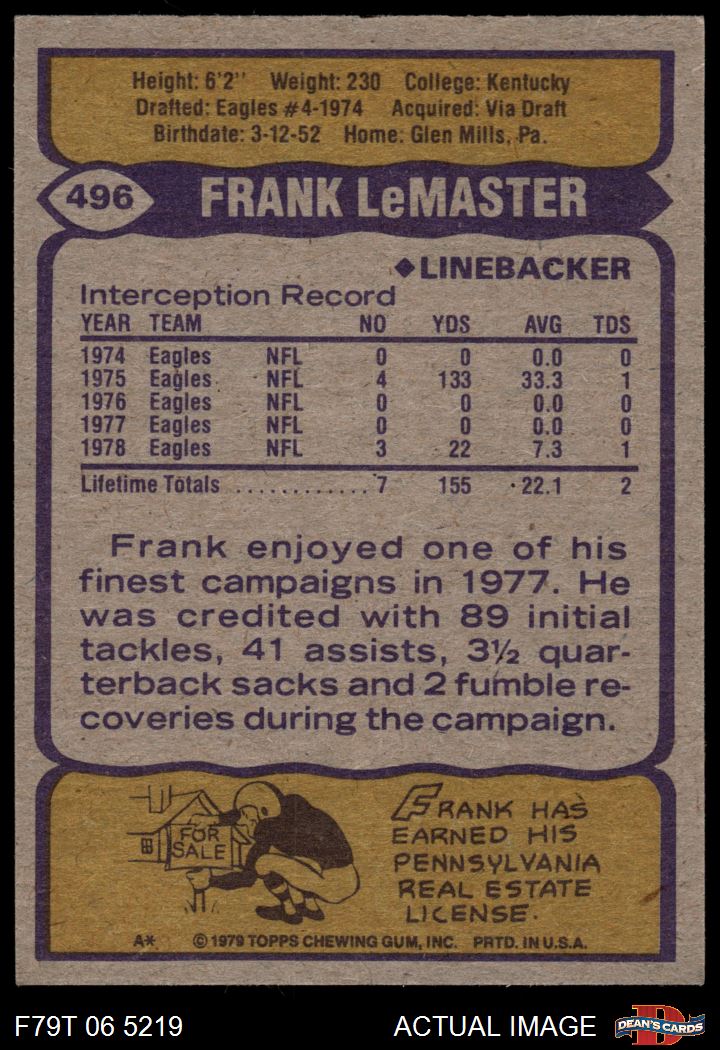 Height: 6'2" Weight: 230 College: Kentucky
Drafted: Eagles #4-1974 Acquired: Via Draft
Birthdate: 3-12-52 Home: Glen Mills, Pa.
496 FRANK LeMASTER
◆LINEBACKER
Interception Record
YEAR TEAM NO YDS AVG TDS
1974 Eagles NFL 0 0 0.0 0
1975 Eagles NFL 4 133 33.3 1
1976 Eagles NFL 0 0 0.0 0
1977 Eagles NFL 0 0 0.0 0
1978 Eagles NFL 3 22 7.3 1
Lifetime Totals ............ 7 155 22.1 2
Frank enjoyed one of his
finest campaigns in 1977. He
was credited with 89 initial
tackles, 41 assists, 3½ quar-
terback sacks and 2 fumble re-
coveries during the campaign.
FOR
SALE
FRANK HAS
EARNED HIS
PENNSYLVANIA
REAL ESTATE
LICENSE.
A* © 1979 TOPPS CHEWING GUM, INC. PRTD. IN U.S.A.
F79T 06 5219 ACTUAL IMAGE D DEAN'S CARDS